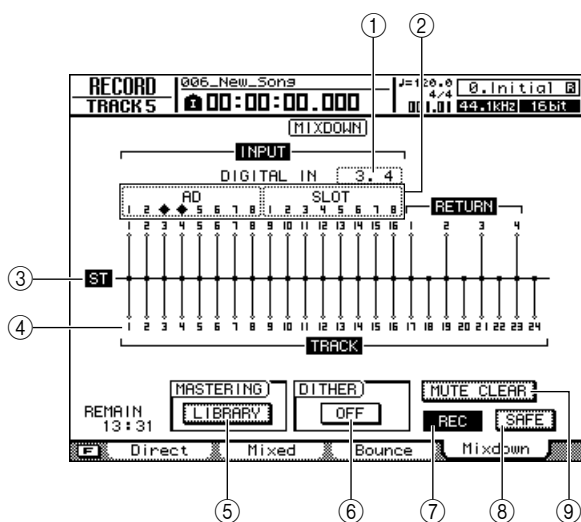 ① ②
RECORD 006_New_Song ♩=120.0 0.Initial R
TRACK 5 I 00:00:00.000 4/4 001.01 44.1kHz 16bit
MIXDOWN
INPUT
DIGITAL IN 3. 4
AD SLOT
1 2 ◆ ◆ 5 6 7 8 1 2 3 4 5 6 7 8 RETURN
1 2 3 4 5 6 7 8 9 10 11 12 13 14 15 16 1 2 3 4
③ ST
④ 1 2 3 4 5 6 7 8 9 10 11 12 13 14 15 16 17 18 19 20 21 22 23 24
TRACK
MASTERING DITHER MUTE CLEAR
REMAIN LIBRARY OFF REC SAFE
13:31
F Direct Mixed Bounce Mixdown
⑤ ⑥ ⑦ ⑧ ⑨